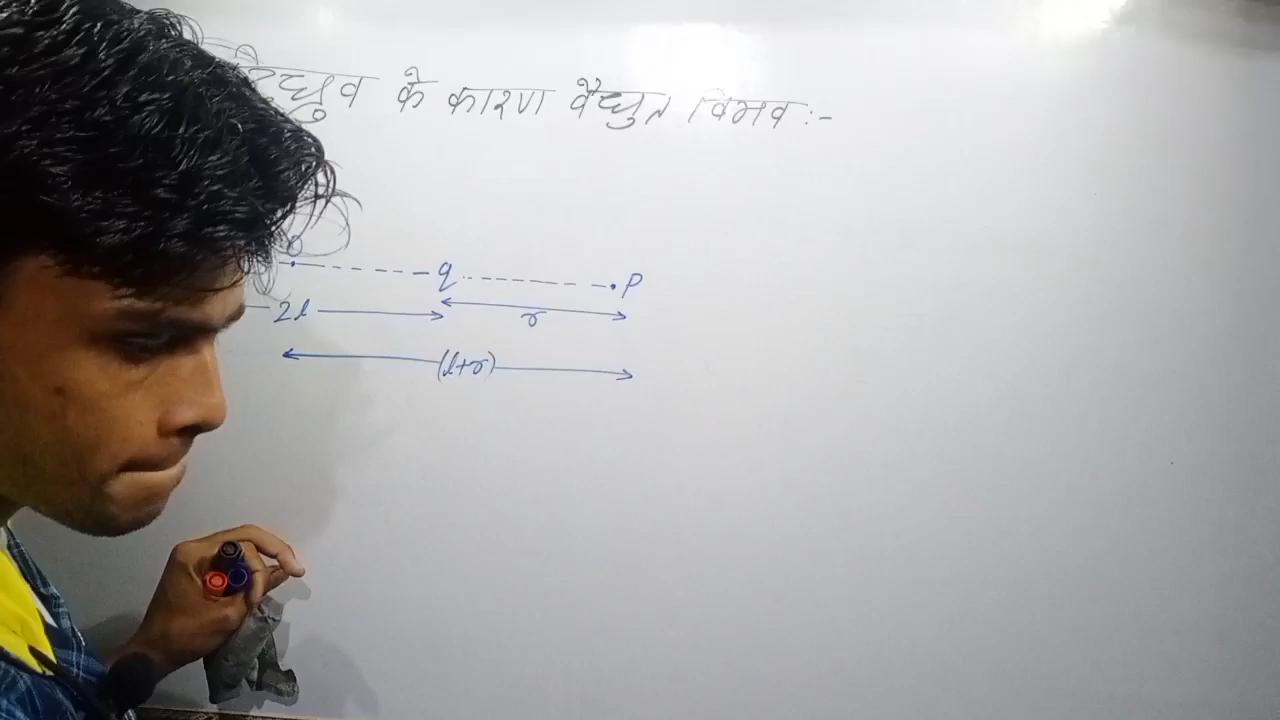 के कारण वैद्युत विभव :-
O -q P
2l r
(l+r)